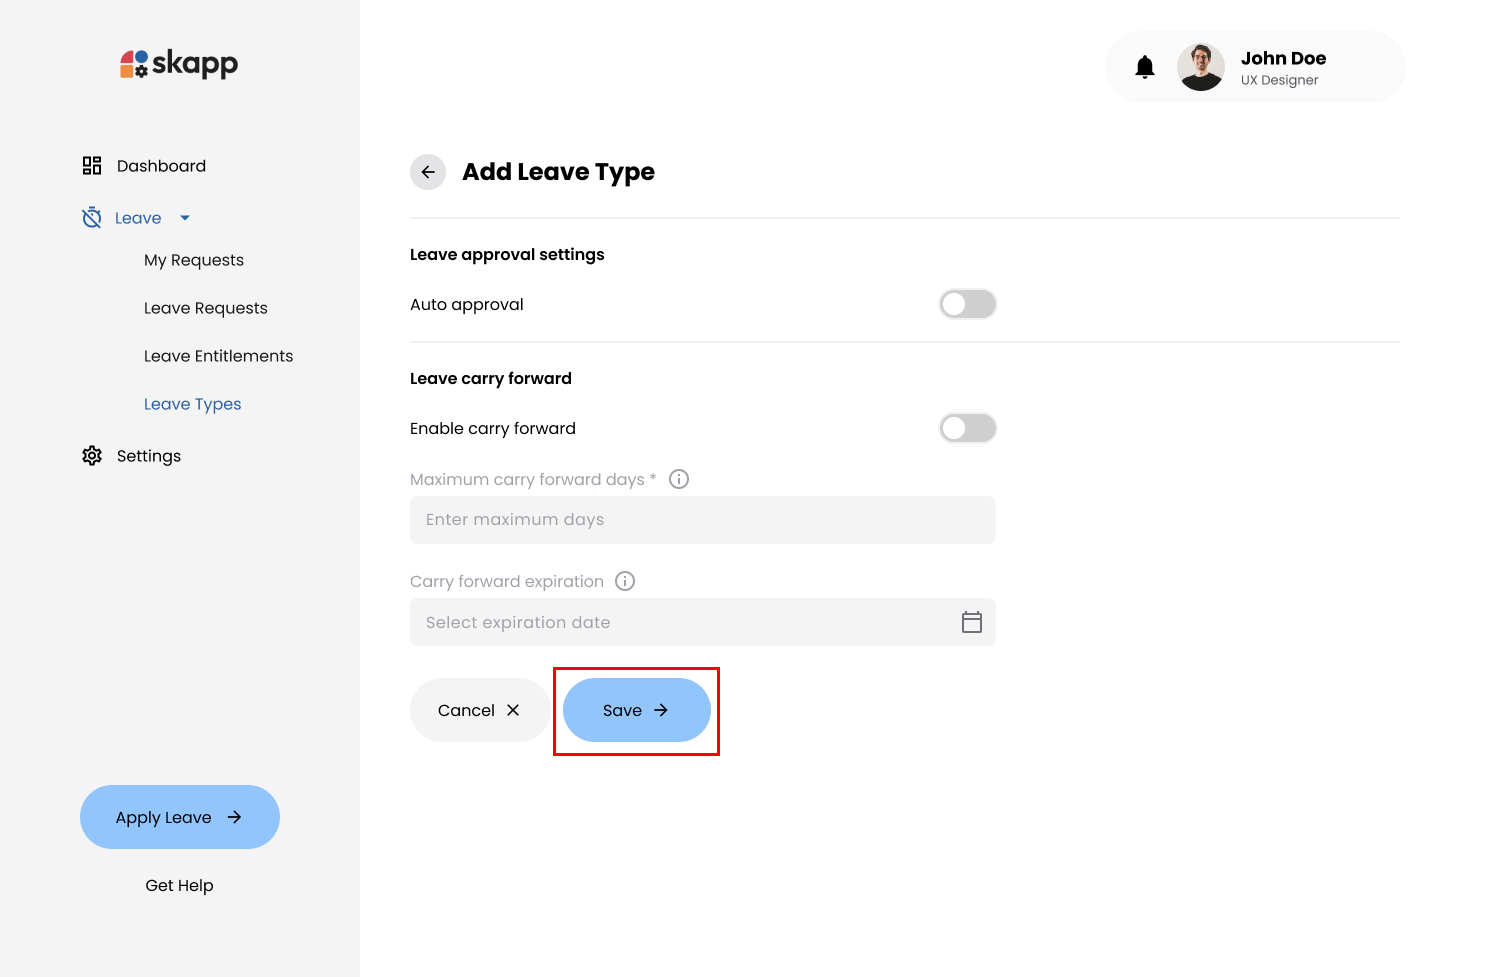 skapp
John Doe
UX Designer
Dashboard
Leave
My Requests
Leave Requests
Leave Entitlements
Leave Types
Settings
Apply Leave
Get Help
Add Leave Type
Leave approval settings
Auto approval
Leave carry forward
Enable carry forward
Maximum carry forward days *
Enter maximum days
Carry forward expiration
Select expiration date
Cancel
Save